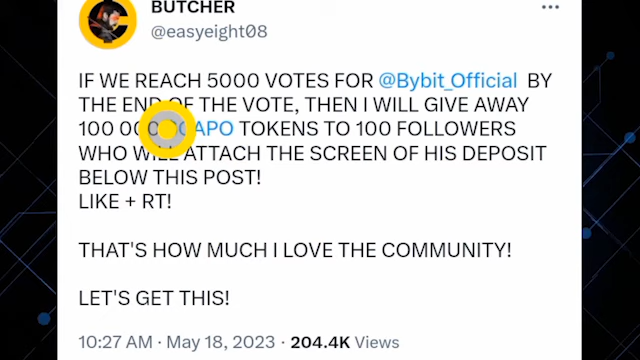 BUTCHER
@easyeight08
IF WE REACH 5000 VOTES FOR @Bybit_Official BY
THE END OF THE VOTE, THEN I WILL GIVE AWAY
100 TOKENS TO 100 FOLLOWERS
WHO WILL ATTACH THE SCREEN OF HIS DEPOSIT
BELOW THIS POST!
LIKE + RT!
THAT'S HOW MUCH I LOVE THE COMMUNITY!
LET'S GET THIS!
10:27 AM · May 18, 2023 · 204.4K Views